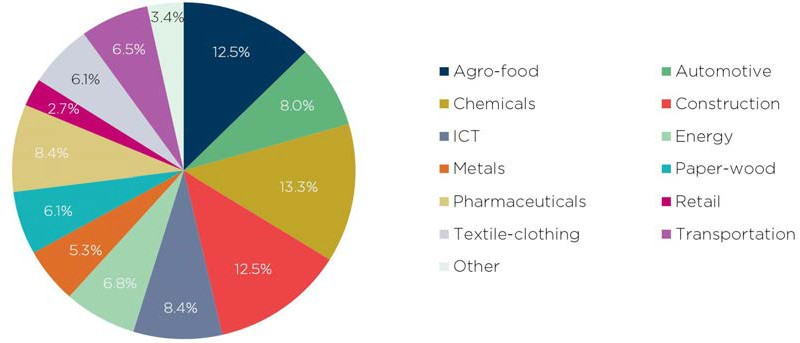 3.4%
12.5%
6.5%
6.1%
8.0%
2.7%
8.4%
13.3%
6.1%
5.3%
12.5%
6.8%
8.4%
Agro-food
Automotive
Chemicals
Construction
ICT
Energy
Metals
Paper-wood
Pharmaceuticals
Retail
Textile-clothing
Transportation
Other